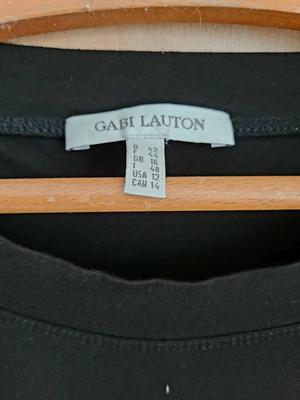 GABI LAUTON
D 42
F 44
GB 16
I 48
USA 12
CAN 14